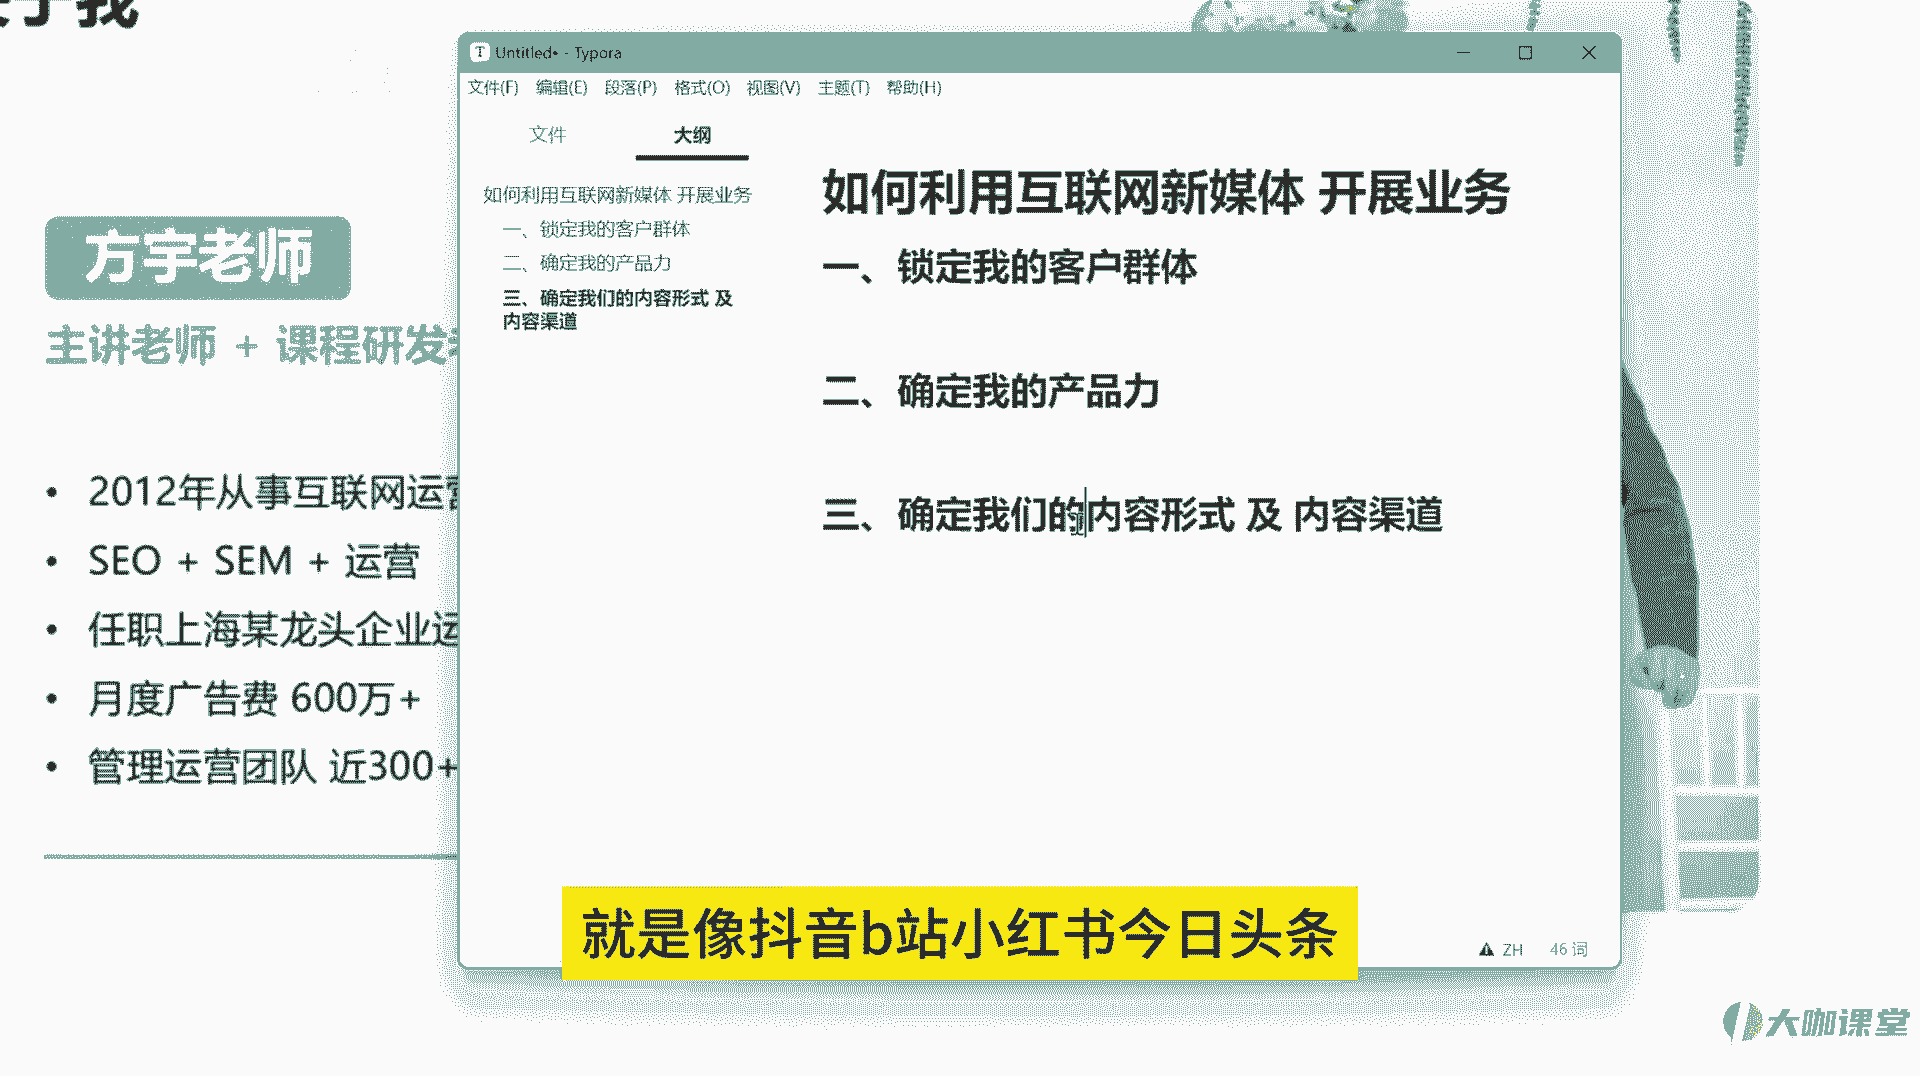 Untitled• - Typora
文件(F) 编辑(E) 段落(P) 格式(O) 视图(V) 主题(T) 帮助(H)
文件 大纲
如何利用互联网新媒体 开展业务
一、锁定我的客户群体
二、确定我的产品力
三、确定我们的内容形式 及
内容渠道
如何利用互联网新媒体 开展业务
一、锁定我的客户群体
二、确定我的产品力
三、确定我们的内容形式 及 内容渠道
ZH 46 词
方宇老师
主讲老师 + 课程研发
• 2012年从事互联网运营
• SEO + SEM + 运营
• 任职上海某龙头企业运
• 月度广告费 600万+
• 管理运营团队 近300+
就是像抖音b站小红书今日头条
大咖课堂